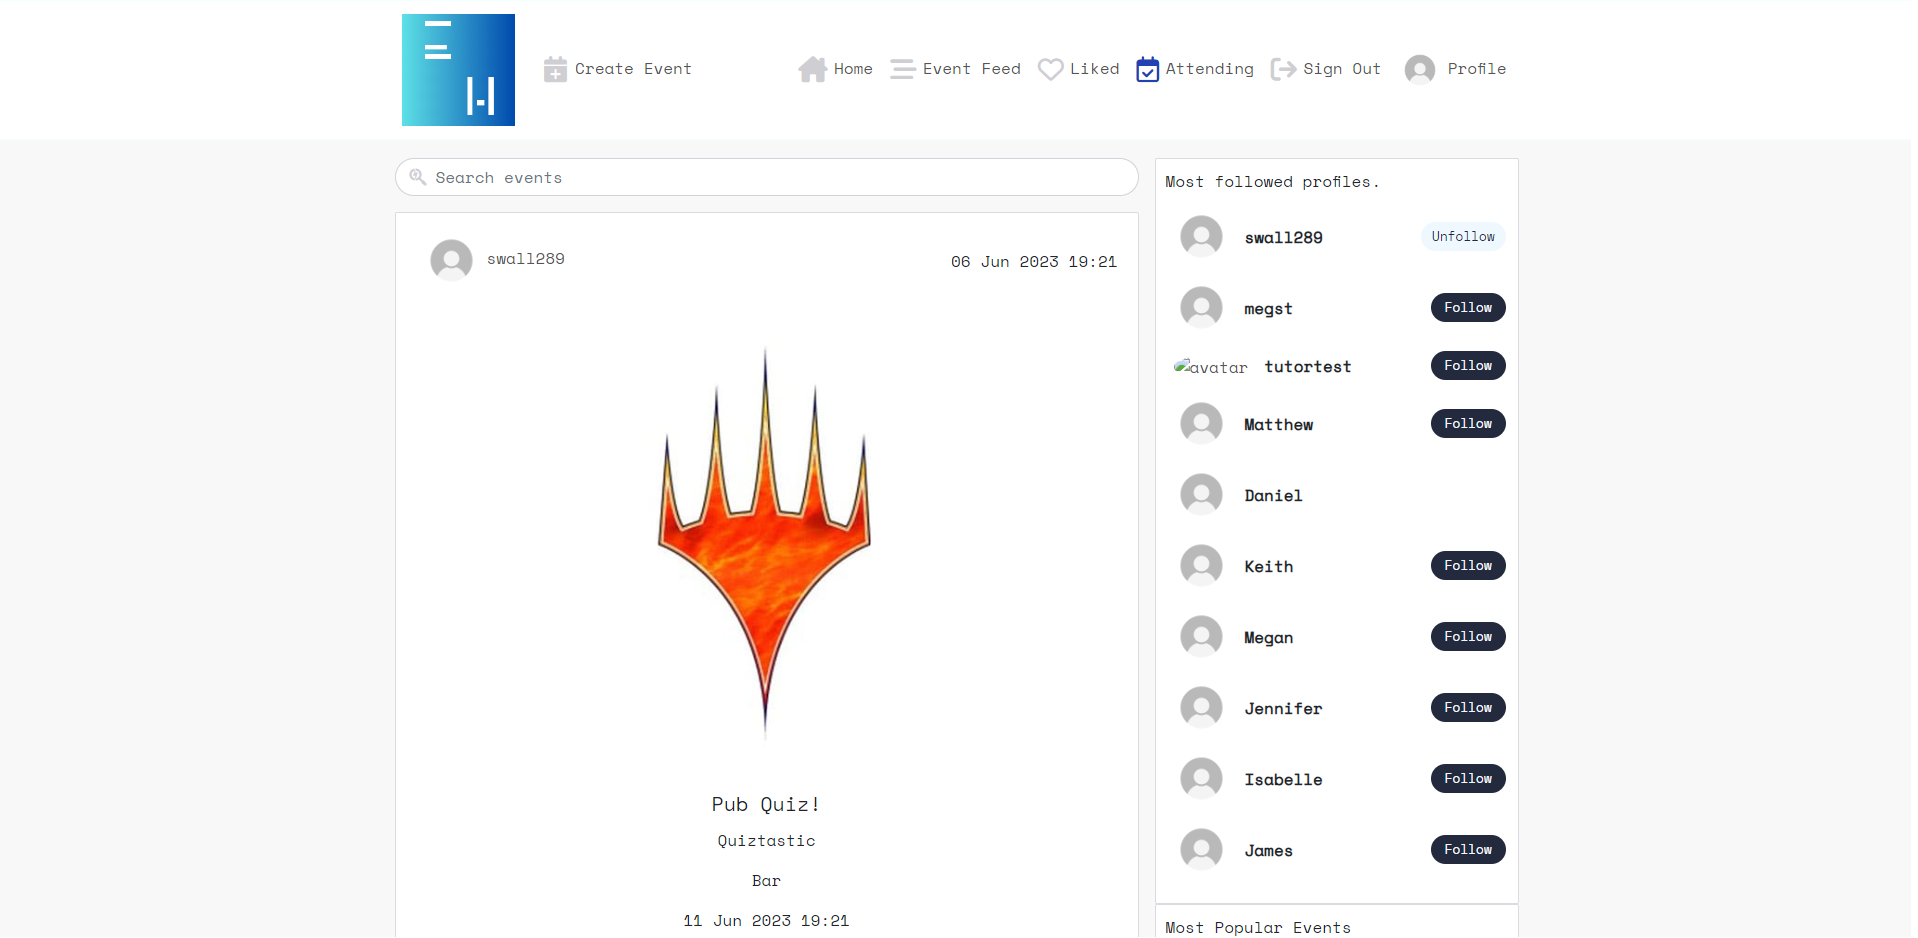 Create Event
Home
Event Feed
Liked
Attending
Sign Out
Profile
Search events
swall289
06 Jun 2023 19:21
Pub Quiz!
Quiztastic
Bar
11 Jun 2023 19:21
Most followed profiles.
swall289 Unfollow
megst Follow
avatar tutortest Follow
Matthew Follow
Daniel
Keith Follow
Megan Follow
Jennifer Follow
Isabelle Follow
James Follow
Most Popular Events